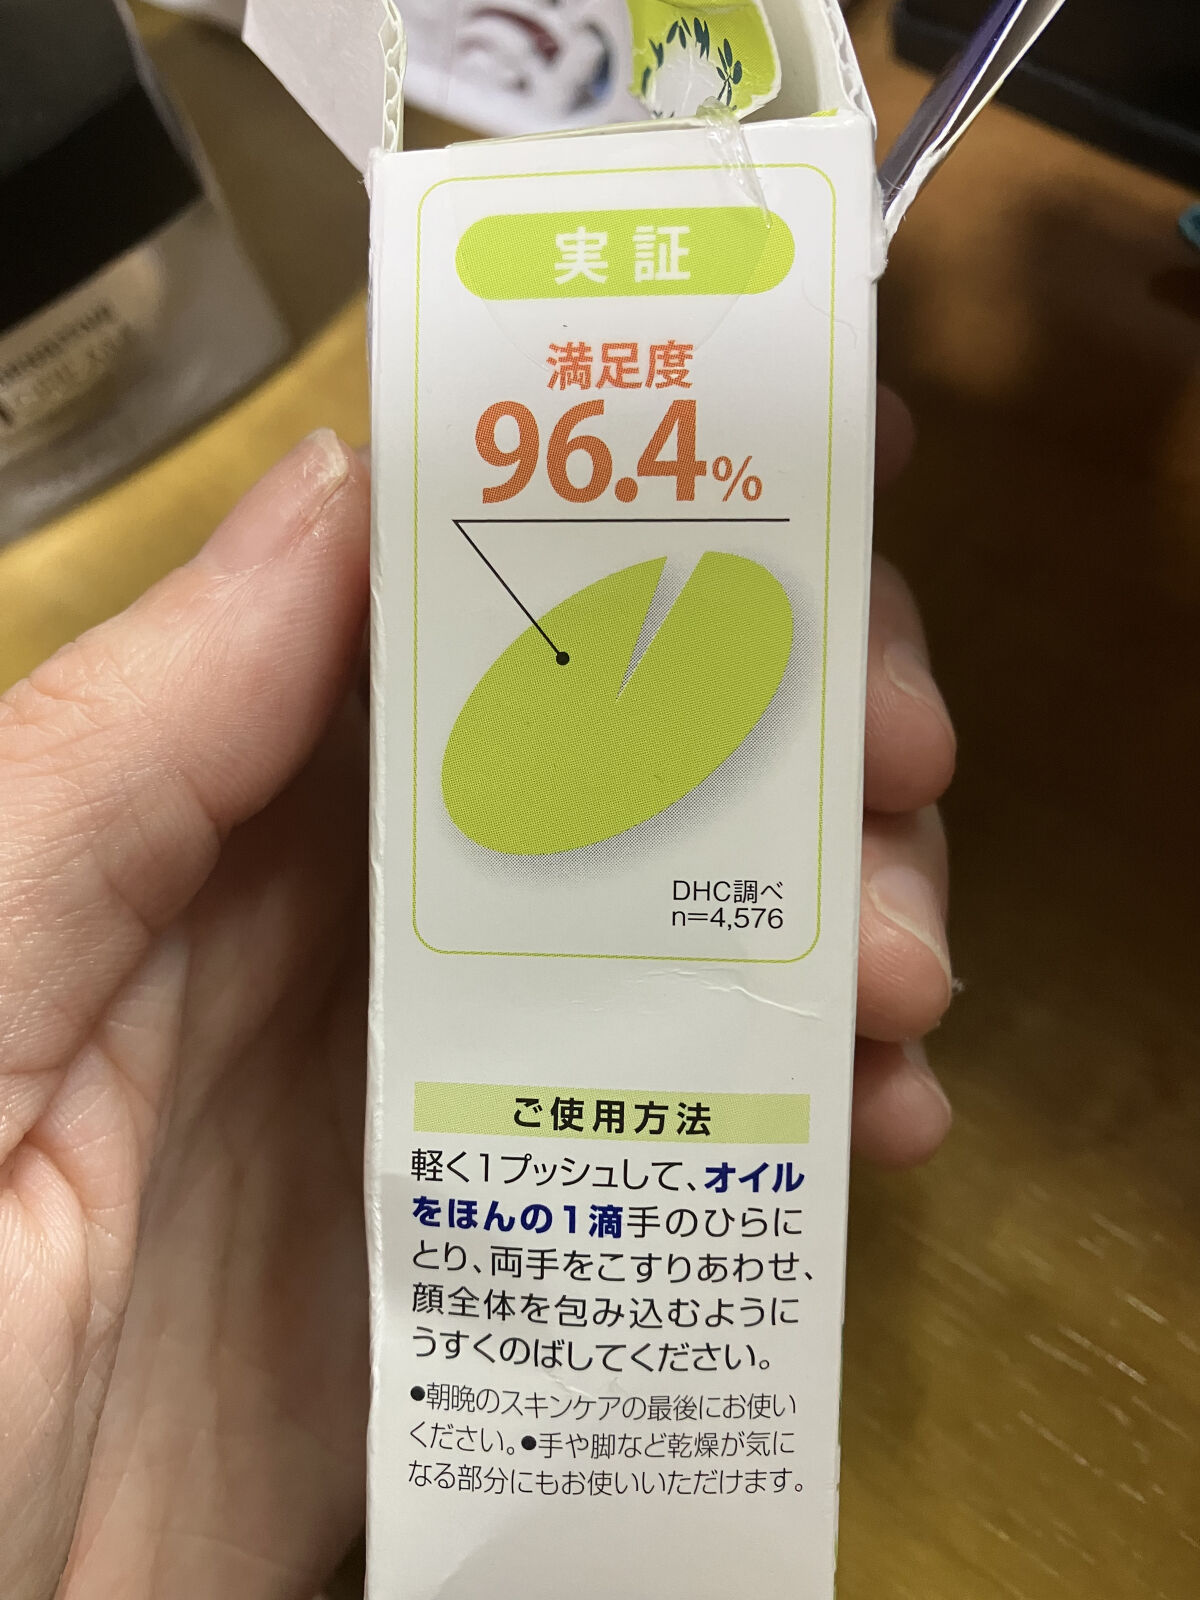 実証
満足度
96.4%
DHC調べ
n=4,576
ご使用方法
軽く1プッシュして、オイル
をほんの1滴手のひらに
とり、両手をこすりあわせ、
顔全体を包み込むように
うすくのばしてください。
●朝晩のスキンケアの最後にお使い
ください。●手や脚など乾燥が気に
なる部分にもお使いいただけます。